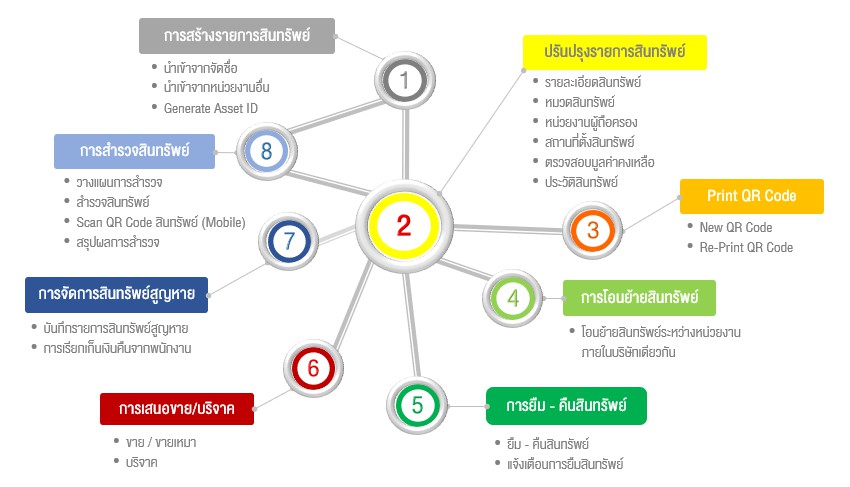 การสร้างรายการสินทรัพย์
• นำเข้าจากจัดซื้อ
• นำเข้าจากหน่วยงานอื่น
• Generate Asset ID
1
ปรับปรุงรายการสินทรัพย์
• รายละเอียดสินทรัพย์
• หมวดสินทรัพย์
• หน่วยงานผู้ถือครอง
• สถานที่ตั้งสินทรัพย์
• ตรวจสอบมูลค่าคงเหลือ
• ประวัติสินทรัพย์
2
Print QR Code
• New QR Code
• Re-Print QR Code
3
การโอนย้ายสินทรัพย์
• โอนย้ายสินทรัพย์ระหว่างหน่วยงาน
ภายในบริษัทเดียวกัน
4
การยืม - คืนสินทรัพย์
• ยืม - คืนสินทรัพย์
• แจ้งเตือนการยืมสินทรัพย์
5
การเสนอขาย/บริจาค
• ขาย / ขายเหมา
• บริจาค
6
การจัดการสินทรัพย์สูญหาย
• บันทึกรายการสินทรัพย์สูญหาย
• การเรียกเก็บเงินคืนจากพนักงาน
7
การสำรวจสินทรัพย์
• วางแผนการสำรวจ
• สำรวจสินทรัพย์
• Scan QR Code สินทรัพย์ (Mobile)
• สรุปผลการสำรวจ
8